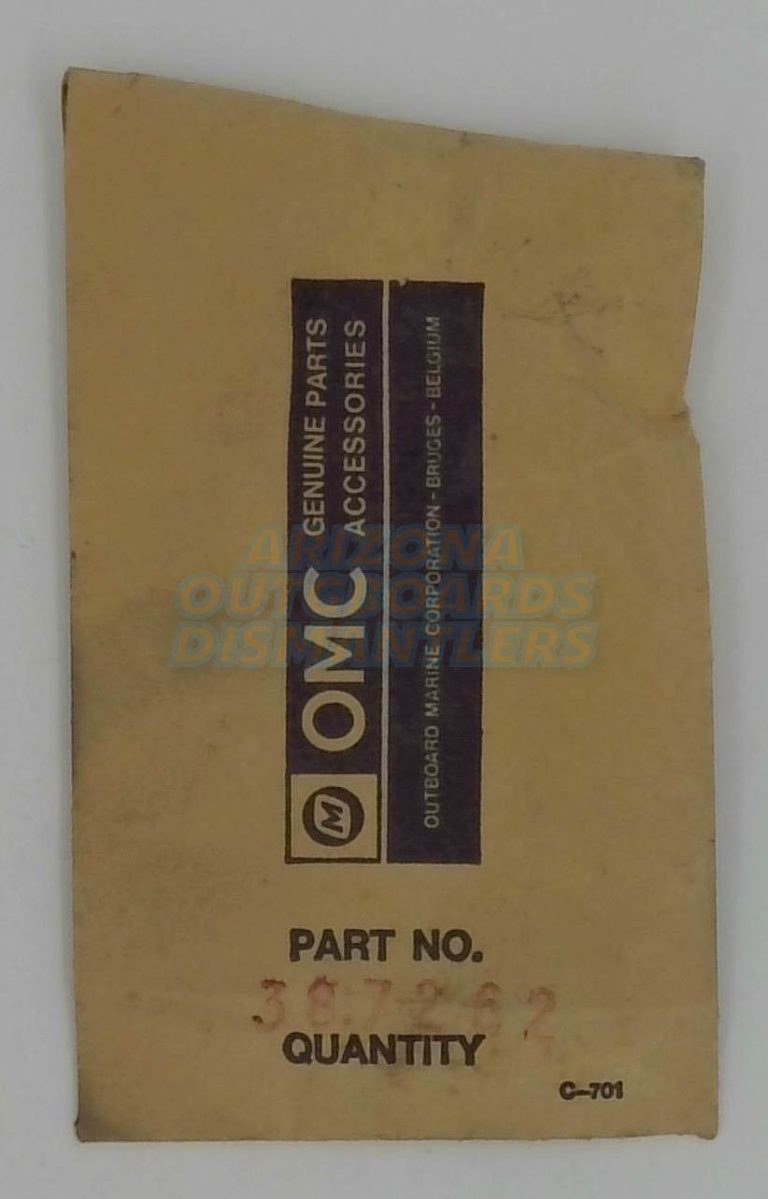 OMC
GENUINE PARTS
ACCESSORIES
OUTBOARD MARINE CORPORATION - BRUGES - BELGIUM
M
ARIZONA
OUTBOARDS
DISMANTLERS
PART NO.
387262
QUANTITY
C-701